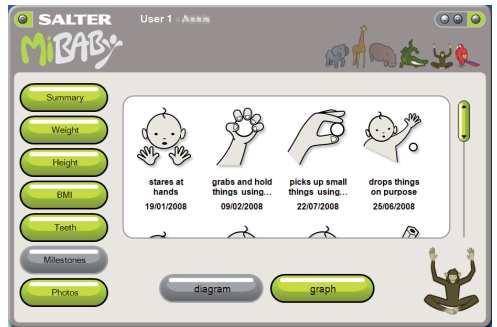 SALTER
MiBABY
User 1 -
Summary
Weight
Height
BMI
Teeth
Milestones
Photos
stares at
hands
19/01/2008
grabs and hold
things using...
09/02/2008
picks up small
things using...
22/07/2008
drops things
on purpose
25/06/2008
diagram
graph